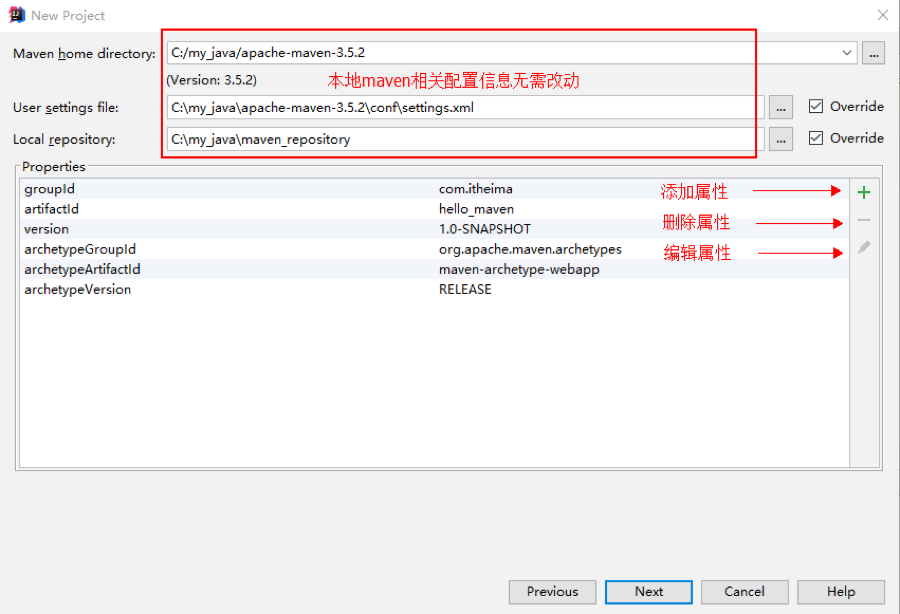 New Project
Maven home directory: C:/my_java/apache-maven-3.5.2 ...
(Version: 3.5.2) 本地maven相关配置信息无需改动
User settings file: C:\my_java\apache-maven-3.5.2\conf\settings.xml ... Override
Local repository: C:\my_java\maven_repository ... Override
Properties
groupId com.itheima 添加属性
artifactId hello_maven
version 1.0-SNAPSHOT 删除属性
archetypeGroupId org.apache.maven.archetypes 编辑属性
archetypeArtifactId maven-archetype-webapp
archetypeVersion RELEASE
Previous Next Cancel Help